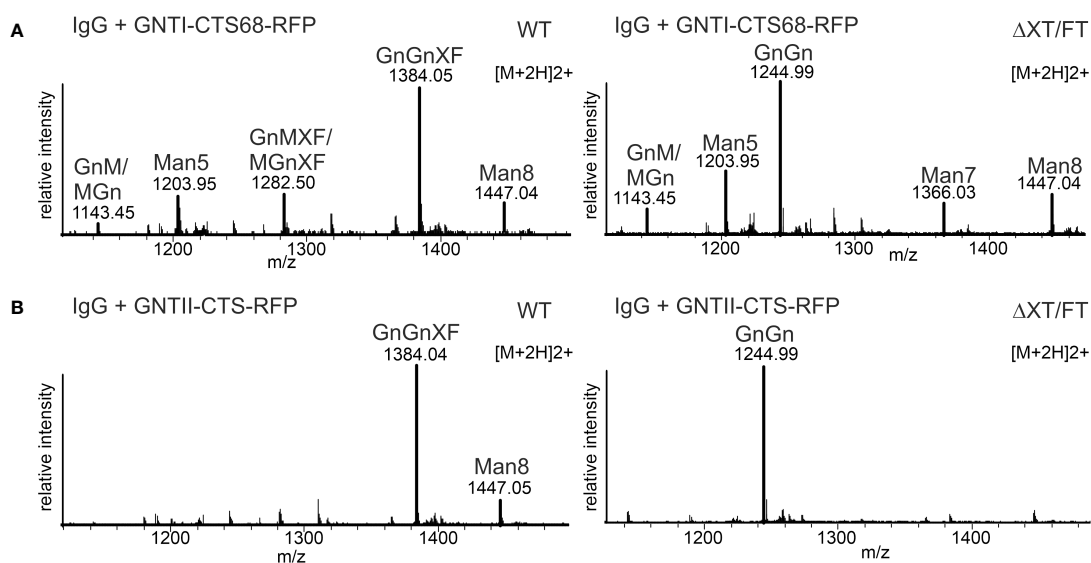 A
IgG + GNTI-CTS68-RFP
WT
[M+2H]2+
relative intensity
GnM/
MGn
1143.45
Man5
1203.95
GnMXF/
MGnXF
1282.50
GnGnXF
1384.05
Man8
1447.04
1200
1300
1400
m/z
IgG + GNTI-CTS68-RFP
ΔXT/FT
[M+2H]2+
relative intensity
GnM/
MGn
1143.45
Man5
1203.95
GnGn
1244.99
Man7
1366.03
Man8
1447.04
1200
1300
1400
m/z
B
IgG + GNTII-CTS-RFP
WT
[M+2H]2+
relative intensity
GnGnXF
1384.04
Man8
1447.05
1200
1300
1400
m/z
IgG + GNTII-CTS-RFP
ΔXT/FT
[M+2H]2+
relative intensity
GnGn
1244.99
1200
1300
1400
m/z